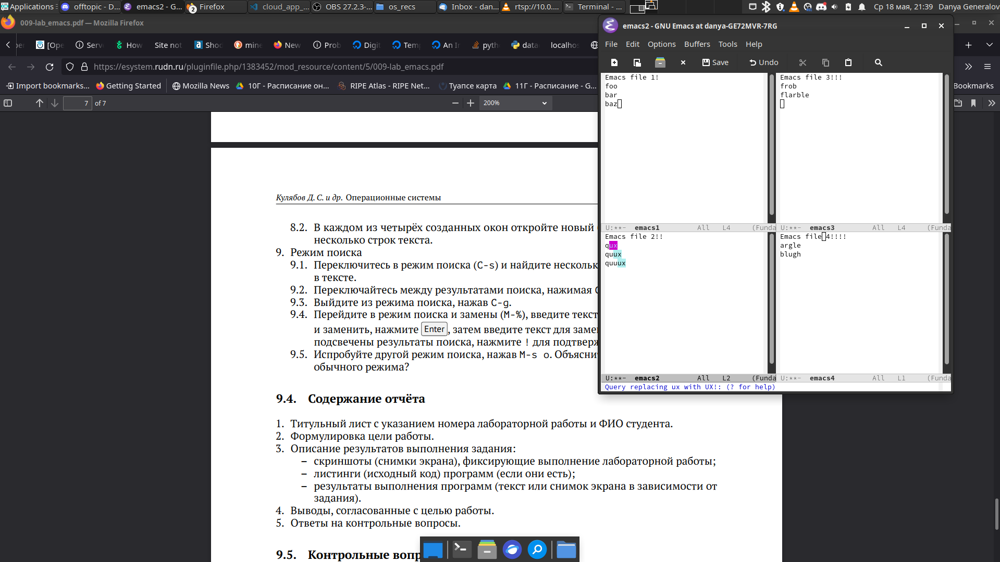 Applications
offtopic - D...
emacs2 - G...
2
Firefox
cloud_app_...
OBS 27.2.3-...
os_recs
Inbox - dan...
rtsp://10.0....
Terminal - ...
Ср 18 мая, 21:39
Danya Generalov
009-lab_emacs.pdf — Mozilla Firefox
[Ope
Serv
How
Site not
Shoc
mine
New
Prob
Digit
Temp
An In
pytho
data
localhos
https://esystem.rudn.ru/pluginfile.php/1383452/mod_resource/content/5/009-lab_emacs.pdf
Import bookmarks...
Getting Started
Mozilla News
10Г - Расписание он...
RIPE Atlas - RIPE Net...
Туапсе карта
11Г - Расписание - G...
Bookmarks
7 of 7
200%
Кулябов Д. С. и др. Операционные системы
8.2. В каждом из четырёх созданных окон откройте новый
несколько строк текста.
9. Режим поиска
9.1. Переключитесь в режим поиска (C-s) и найдите нескольк
в тексте.
9.2. Переключайтесь между результатами поиска, нажимая C
9.3. Выйдите из режима поиска, нажав C-g.
9.4. Перейдите в режим поиска и замены (M-%), введите текст
и заменить, нажмите Enter, затем введите текст для заме
подсвечены результаты поиска, нажмите ! для подтверж
9.5. Испробуйте другой режим поиска, нажав M-s o. Объясни
обычного режима?
9.4. Содержание отчёта
1. Титульный лист с указанием номера лабораторной работы и ФИО студента.
2. Формулировка цели работы.
3. Описание результатов выполнения задания:
– скриншоты (снимки экрана), фиксирующие выполнение лабораторной работы;
– листинги (исходный код) программ (если они есть);
– результаты выполнения программ (текст или снимок экрана в зависимости от
задания).
4. Выводы, согласованные с целью работы.
5. Ответы на контрольные вопросы.
9.5. Контрольные вопр
emacs2 - GNU Emacs at danya-GE72MVR-7RG
File Edit Options Buffers Tools Help
Save
Undo
Emacs file 1!
foo
bar
baz
U:**- emacs1 All L4 (Funda
Emacs file 3!!!
frob
flarble
U:**- emacs3 All L4 (Funda
Emacs file 2!!
qux
quux
quuux
U:**- emacs2 All L2 (Funda
Emacs file 4!!!!
argle
blugh
U:**- emacs4 All L1 (Funda
Query replacing ux with UX!: (? for help)